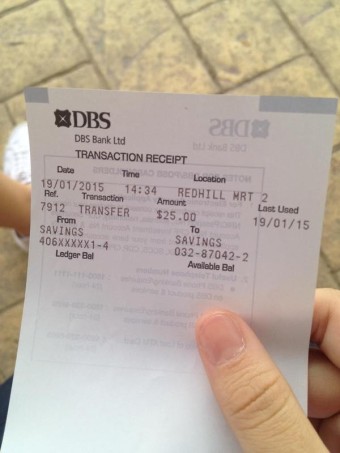 DBS
DBS Bank Ltd
TRANSACTION RECEIPT
Date Time Location
19/01/2015 14:34 REDHILL MRT 2
Ref. Transaction Amount Last Used
7912 TRANSFER $25.00 19/01/15
From To
SAVINGS SAVINGS
406XXXXX1-4 032-87042-2
Ledger Bal Available Bal